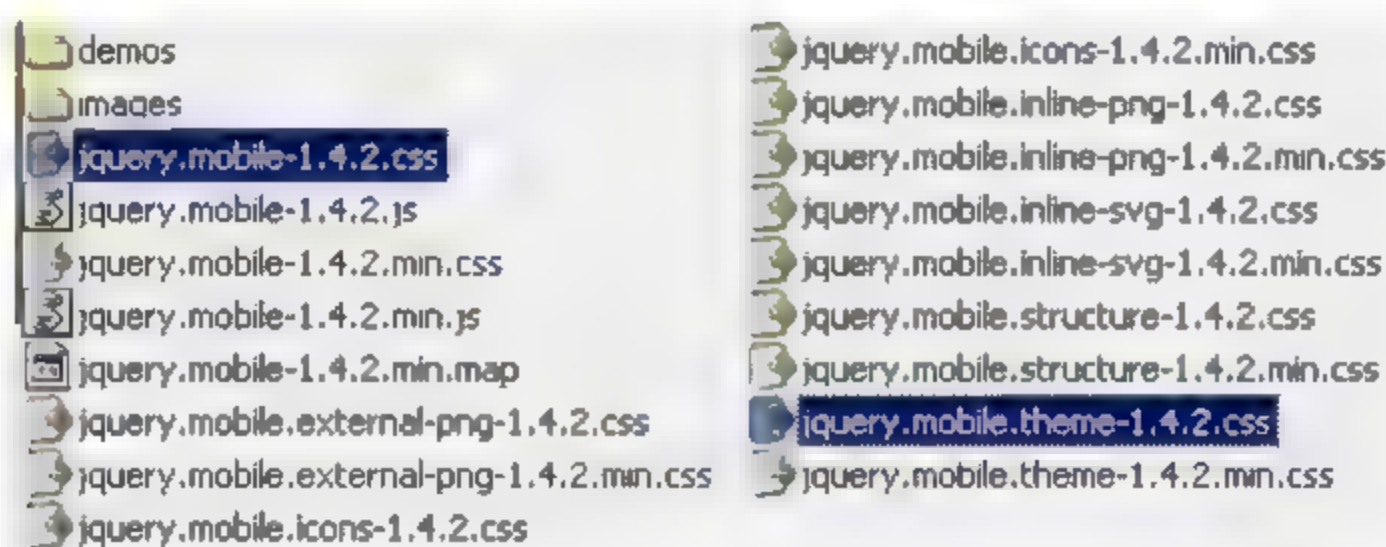 demos
images
jquery.mobile-1.4.2.css
jquery.mobile-1.4.2.js
jquery.mobile-1.4.2.min.css
jquery.mobile-1.4.2.min.js
jquery.mobile-1.4.2.min.map
jquery.mobile.external-png-1.4.2.css
jquery.mobile.external-png-1.4.2.min.css
jquery.mobile.icons-1.4.2.css
jquery.mobile.icons-1.4.2.min.css
jquery.mobile.inline-png-1.4.2.css
jquery.mobile.inline-png-1.4.2.min.css
jquery.mobile.inline-svg-1.4.2.css
jquery.mobile.inline-svg-1.4.2.min.css
jquery.mobile.structure-1.4.2.css
jquery.mobile.structure-1.4.2.min.css
jquery.mobile.theme-1.4.2.css
jquery.mobile.theme-1.4.2.min.css